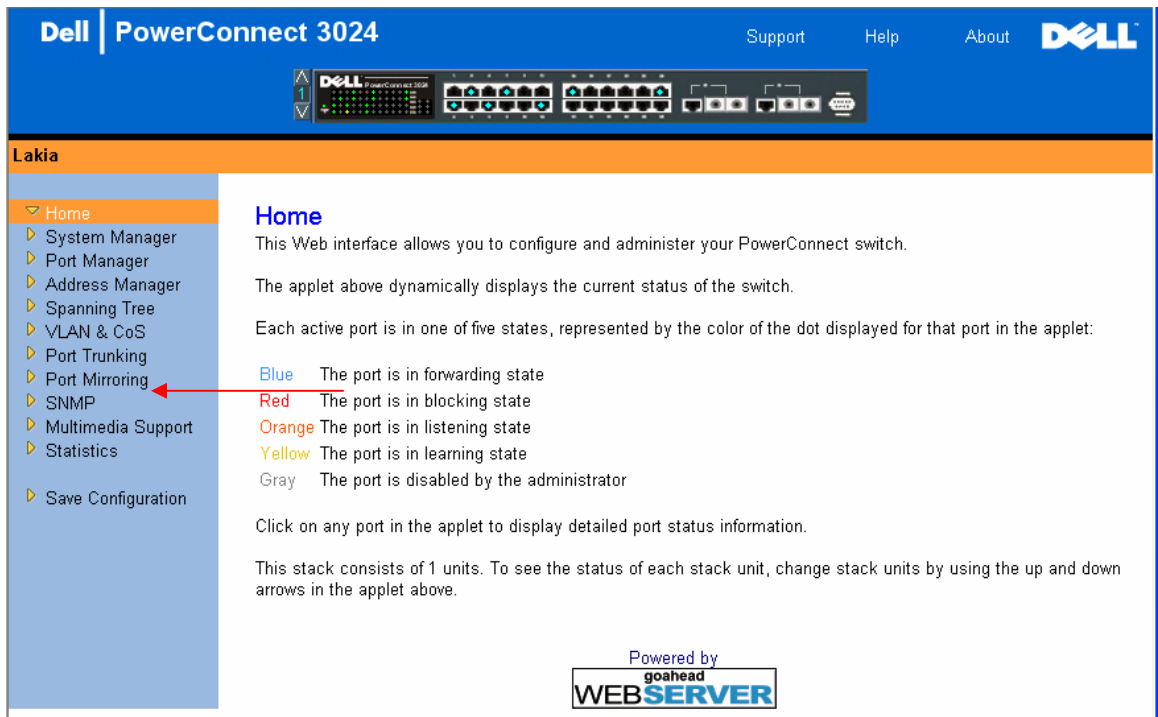 Dell | PowerConnect 3024
Support Help About DELL
1
DELL PowerConnect 3024
Lakia
Home
System Manager
Port Manager
Address Manager
Spanning Tree
VLAN & CoS
Port Trunking
Port Mirroring
SNMP
Multimedia Support
Statistics
Save Configuration
Home
This Web interface allows you to configure and administer your PowerConnect switch.
The applet above dynamically displays the current status of the switch.
Each active port is in one of five states, represented by the color of the dot displayed for that port in the applet:
Blue The port is in forwarding state
Red The port is in blocking state
Orange The port is in listening state
Yellow The port is in learning state
Gray The port is disabled by the administrator
Click on any port in the applet to display detailed port status information.
This stack consists of 1 units. To see the status of each stack unit, change stack units by using the up and down
arrows in the applet above.
Powered by
goahead
WEBSERVER